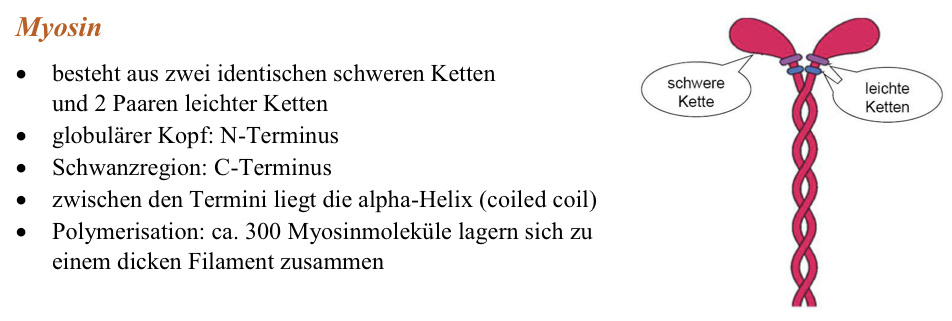 Myosin
• besteht aus zwei identischen schweren Ketten
und 2 Paaren leichter Ketten
• globulärer Kopf: N-Terminus
• Schwanzregion: C-Terminus
• zwischen den Termini liegt die alpha-Helix (coiled coil)
• Polymerisation: ca. 300 Myosinmoleküle lagern sich zu
einem dicken Filament zusammen
schwere
Kette
leichte
Ketten